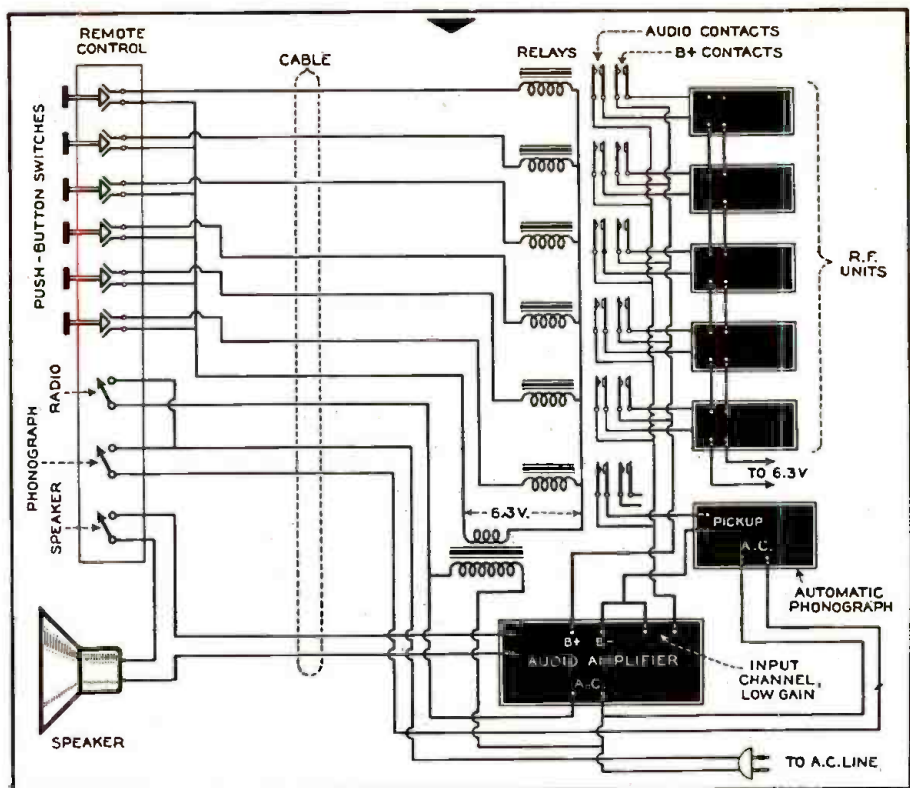 REMOTE
CONTROL
CABLE
RELAYS
AUDIO CONTACTS
B+ CONTACTS
PUSH-BUTTON SWITCHES
R.F.
UNITS
RADIO
PHONOGRAPH
SPEAKER
6.3V.
TO 6.3V
PICKUP
A.C.
AUTOMATIC
PHONOGRAPH
B+ B-
AUDIO AMPLIFIER
A.C.
INPUT
CHANNEL,
LOW GAIN
SPEAKER
TO A.C. LINE